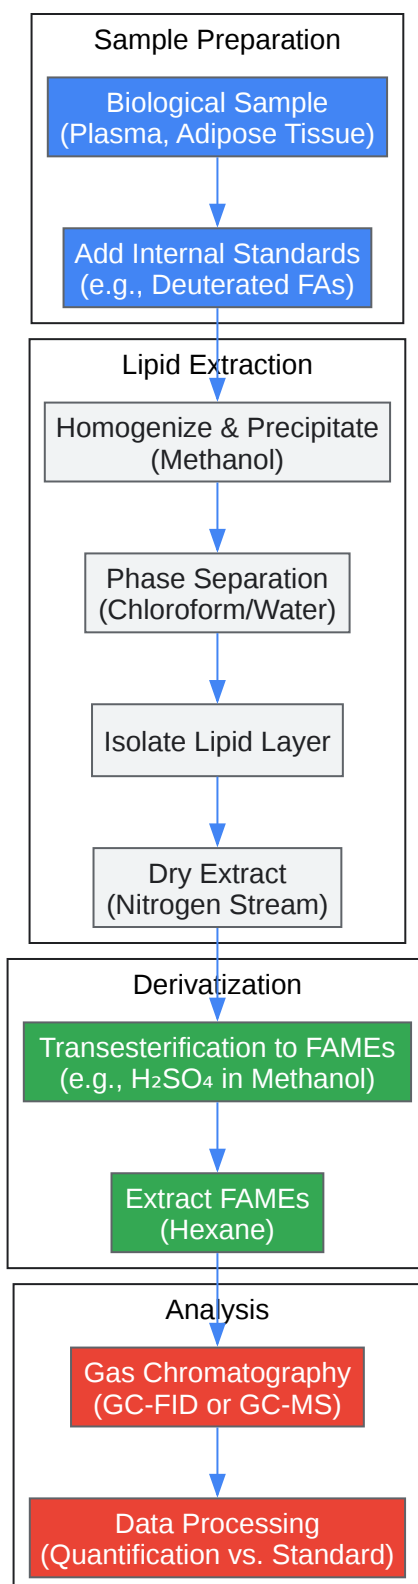 Sample Preparation
Biological Sample
(Plasma, Adipose Tissue)
Add Internal Standards
(e.g., Deuterated FAs)
Lipid Extraction
Homogenize & Precipitate
(Methanol)
Phase Separation
(Chloroform/Water)
Isolate Lipid Layer
Dry Extract
(Nitrogen Stream)
Derivatization
Transesterification to FAMEs
(e.g., H₂SO₄ in Methanol)
Extract FAMEs
(Hexane)
Analysis
Gas Chromatography
(GC-FID or GC-MS)
Data Processing
(Quantification vs. Standard)